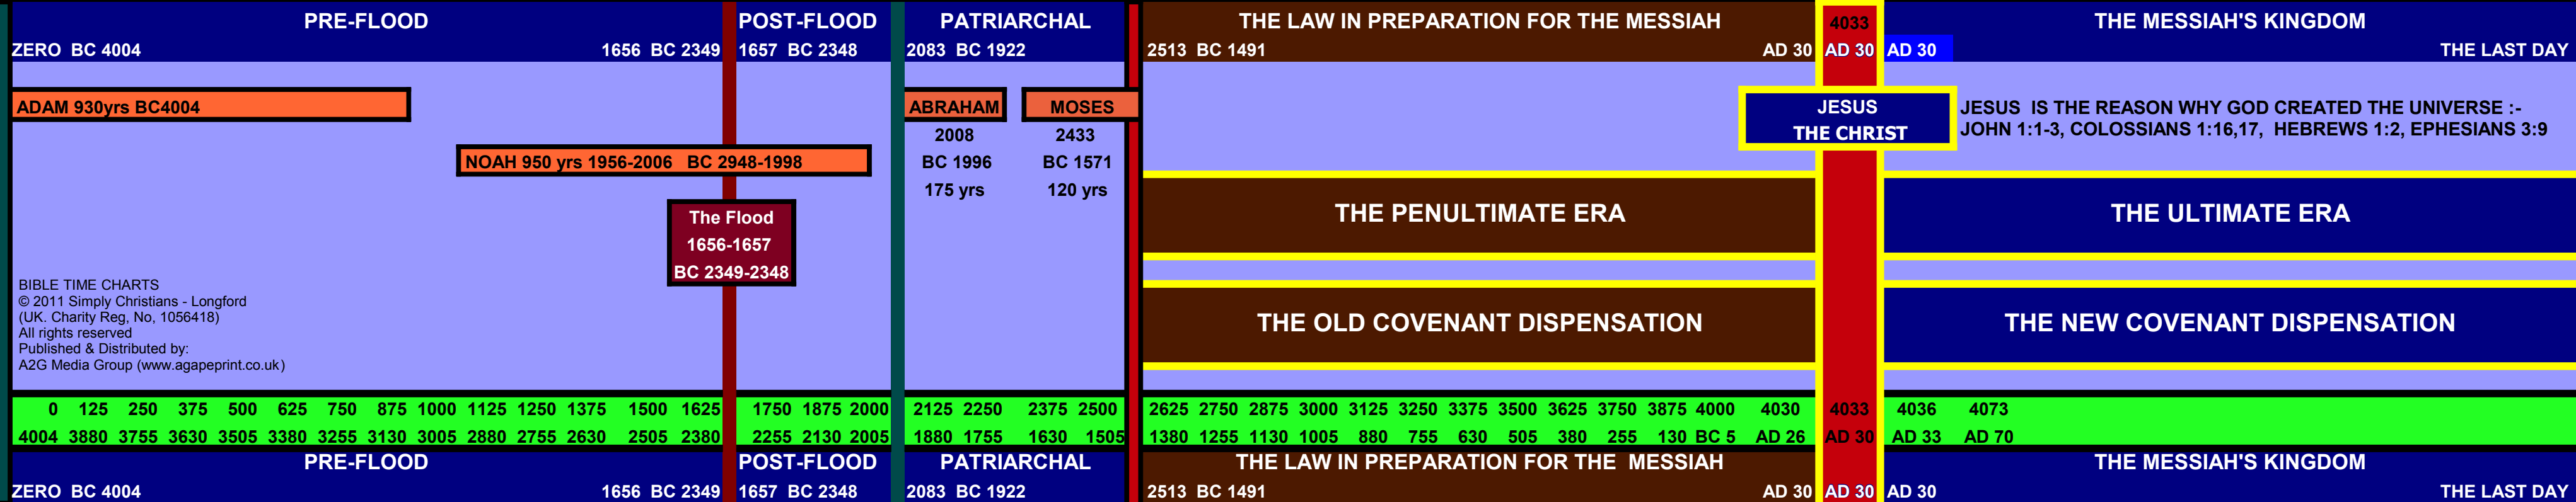 PRE-FLOOD POST-FLOOD PATRIARCHAL THE LAW IN PREPARATION FOR THE MESSIAH 4033 THE MESSIAH'S KINGDOM
ZERO BC 4004 1656 BC 2349 1657 BC 2348 2083 BC 1922 2513 BC 1491 AD 30 AD 30 AD 30 THE LAST DAY
ADAM 930yrs BC4004 ABRAHAM MOSES JESUS JESUS IS THE REASON WHY GOD CREATED THE UNIVERSE :-
2008 2433 THE CHRIST JOHN 1:1-3, COLOSSIANS 1:16,17, HEBREWS 1:2, EPHESIANS 3:9
NOAH 950 yrs 1956-2006 BC 2948-1998 BC 1996 BC 1571
175 yrs 120 yrs
The Flood THE PENULTIMATE ERA THE ULTIMATE ERA
1656-1657
BC 2349-2348
BIBLE TIME CHARTS
© 2011 Simply Christians - Longford
(UK. Charity Reg, No, 1056418) THE OLD COVENANT DISPENSATION THE NEW COVENANT DISPENSATION
All rights reserved
Published & Distributed by:
A2G Media Group (www.agapeprint.co.uk)
0 125 250 375 500 625 750 875 1000 1125 1250 1375 1500 1625 1750 1875 2000 2125 2250 2375 2500 2625 2750 2875 3000 3125 3250 3375 3500 3625 3750 3875 4000 4030 4033 4036 4073
4004 3880 3755 3630 3505 3380 3255 3130 3005 2880 2755 2630 2505 2380 2255 2130 2005 1880 1755 1630 1505 1380 1255 1130 1005 880 755 630 505 380 255 130 BC 5 AD 26 AD 30 AD 33 AD 70
PRE-FLOOD POST-FLOOD PATRIARCHAL THE LAW IN PREPARATION FOR THE MESSIAH THE MESSIAH'S KINGDOM
ZERO BC 4004 1656 BC 2349 1657 BC 2348 2083 BC 1922 2513 BC 1491 AD 30 AD 30 AD 30 THE LAST DAY